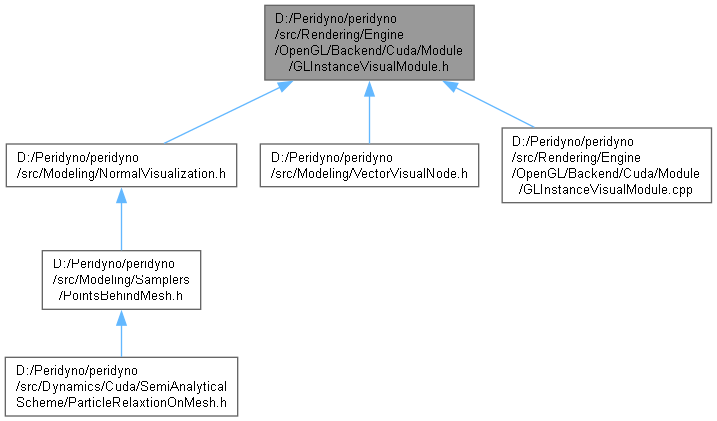 D:/Peridyno/peridyno
/src/Rendering/Engine
/OpenGL/Backend/Cuda/Module
/GLInstanceVisualModule.h
D:/Peridyno/peridyno
/src/Modeling/NormalVisualization.h
D:/Peridyno/peridyno
/src/Modeling/VectorVisualNode.h
D:/Peridyno/peridyno
/src/Rendering/Engine
/OpenGL/Backend/Cuda/Module
/GLInstanceVisualModule.cpp
D:/Peridyno/peridyno
/src/Modeling/Samplers
/PointsBehindMesh.h
D:/Peridyno/peridyno
/src/Dynamics/Cuda/SemiAnalytical
Scheme/ParticleRelaxtionOnMesh.h